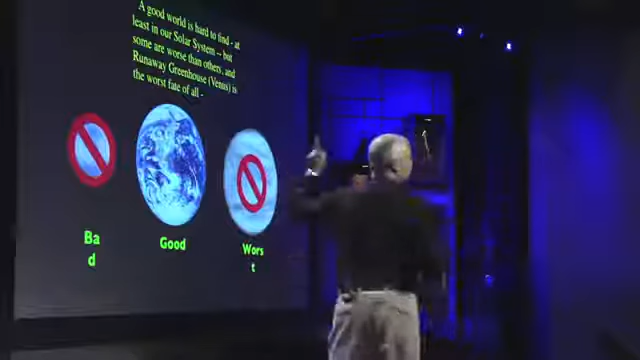 A good world is hard to find - at
least in our Solar System -- but
some are worse than others, and
Runaway Greenhouse (Venus) is
the worst fate of all -
Ba
d
Good
Wors
t